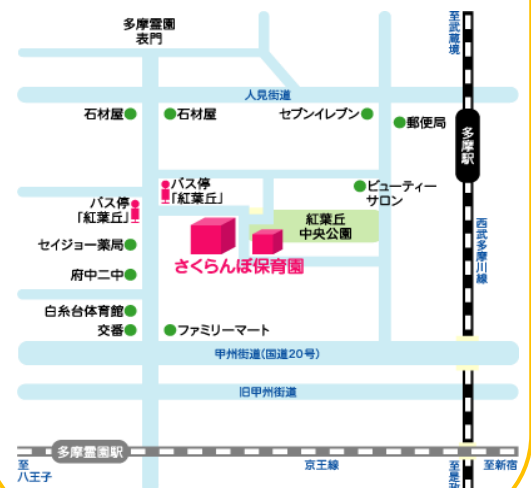 多摩霊園
表門
至武蔵境
人見街道
石材屋
石材屋
セブンイレブン
郵便局
多摩駅
バス停
「紅葉丘」
ビューティー
サロン
バス停
「紅葉丘」
紅葉丘
中央公園
西武多摩川線
セイジョー薬局
さくらんぼ保育園
府中二中
白糸台体育館
交番
ファミリーマート
甲州街道(国道20号)
旧甲州街道
多摩霊園駅
至
八王子
京王線
至是政
至新宿